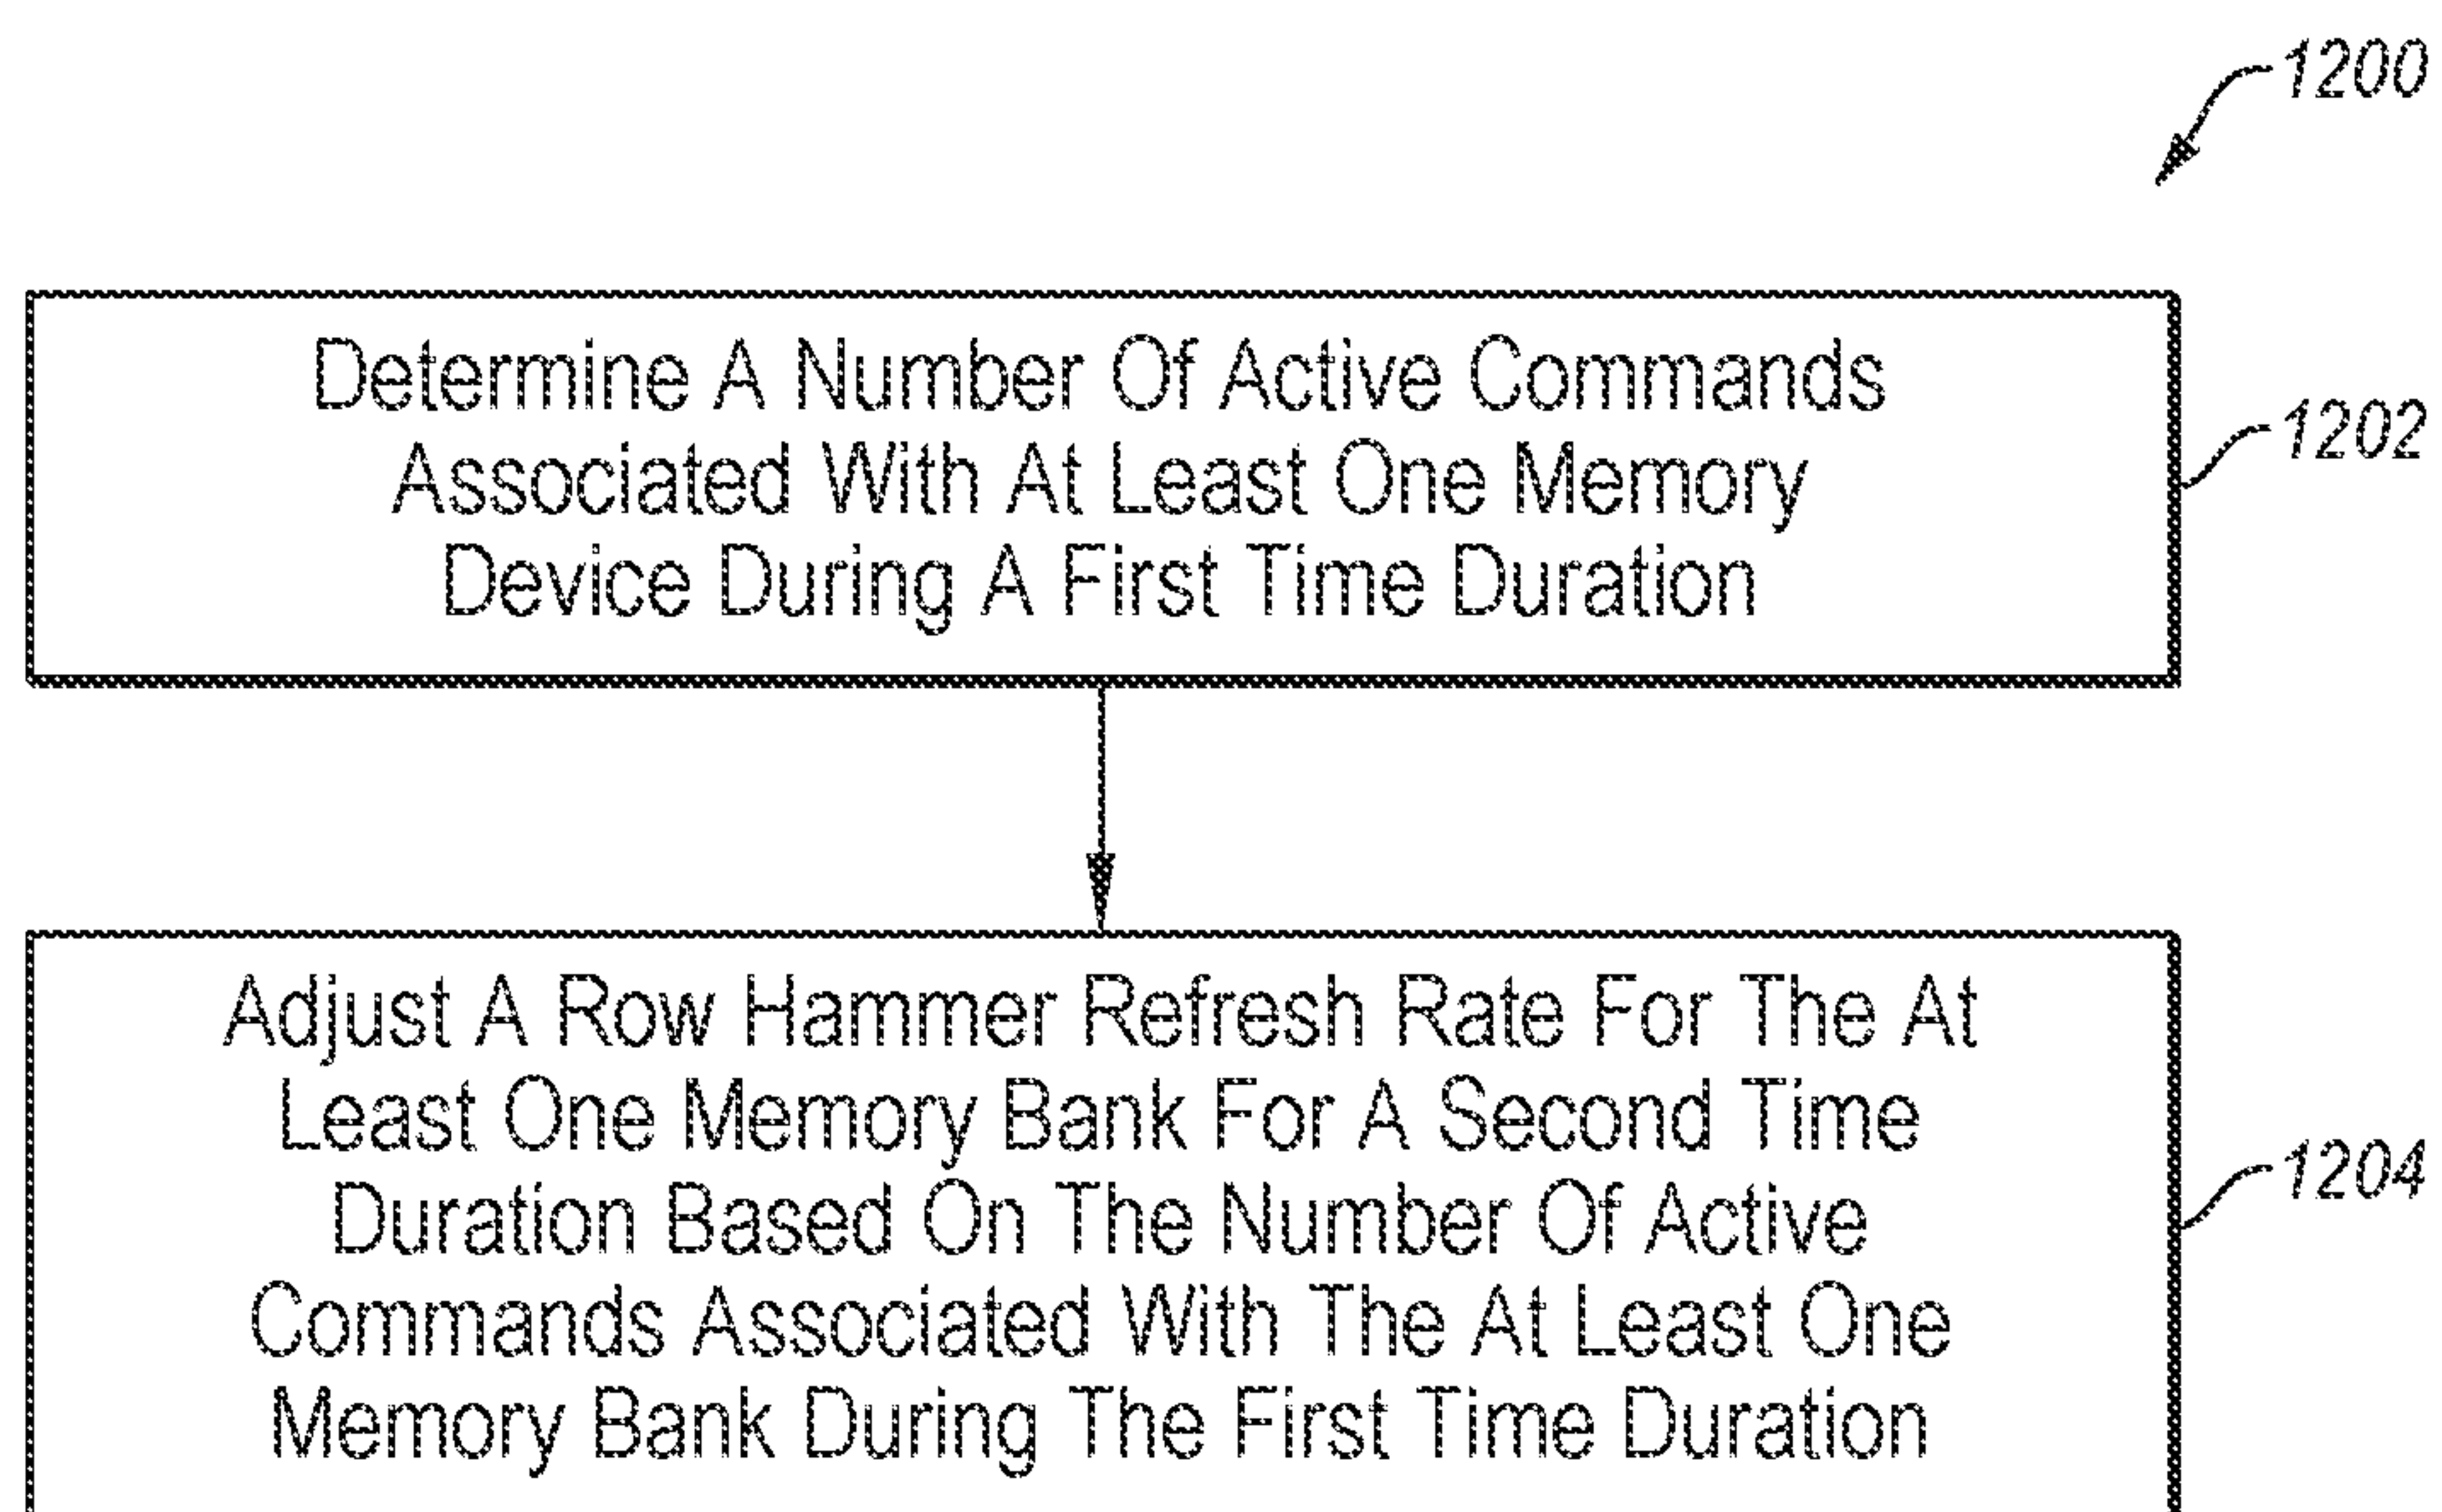 1200
Determine A Number Of Active Commands
Associated With At Least One Memory
Device During A First Time Duration
1202
Adjust A Row Hammer Refresh Rate For The At
Least One Memory Bank For A Second Time
Duration Based On The Number Of Active
Commands Associated With The At Least One
Memory Bank During The First Time Duration
1204